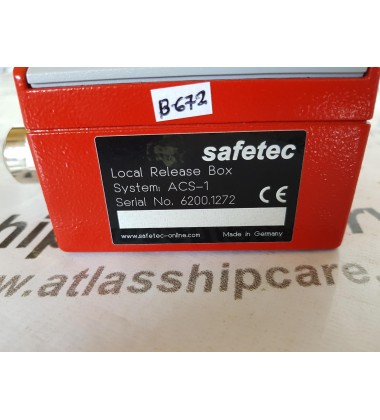 B-672
safetec
Local Release Box
System: ACS-1
Serial No. 6200.1272
CE
www.safetec-online.com Made in Germany
www.atlasshipcare.